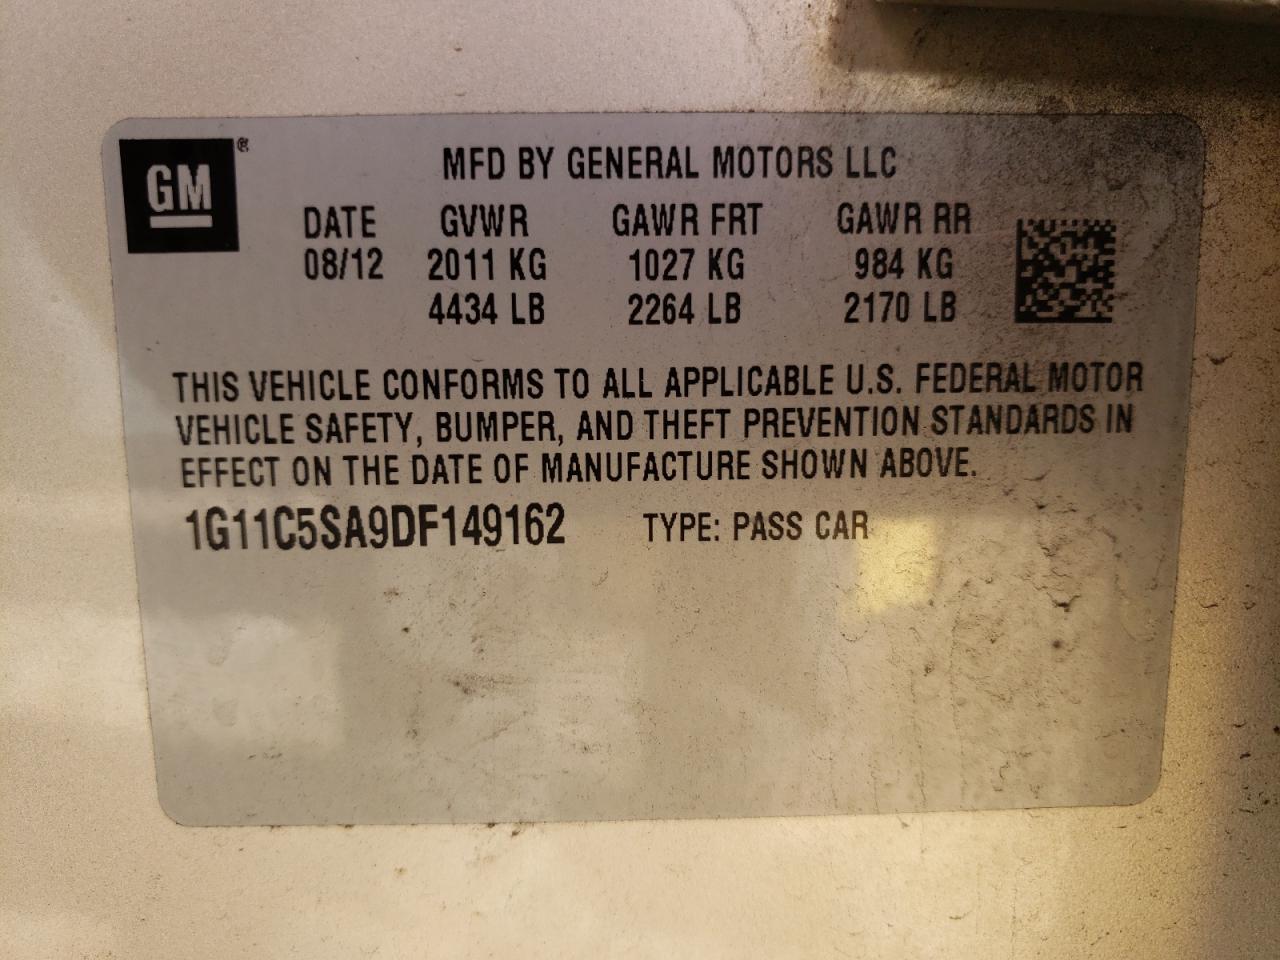 GM®
MFD BY GENERAL MOTORS LLC
DATE GVWR GAWR FRT GAWR RR
08/12 2011 KG 1027 KG 984 KG
4434 LB 2264 LB 2170 LB
THIS VEHICLE CONFORMS TO ALL APPLICABLE U.S. FEDERAL MOTOR
VEHICLE SAFETY, BUMPER, AND THEFT PREVENTION STANDARDS IN
EFFECT ON THE DATE OF MANUFACTURE SHOWN ABOVE.
1G11C5SA9DF149162 TYPE: PASS CAR